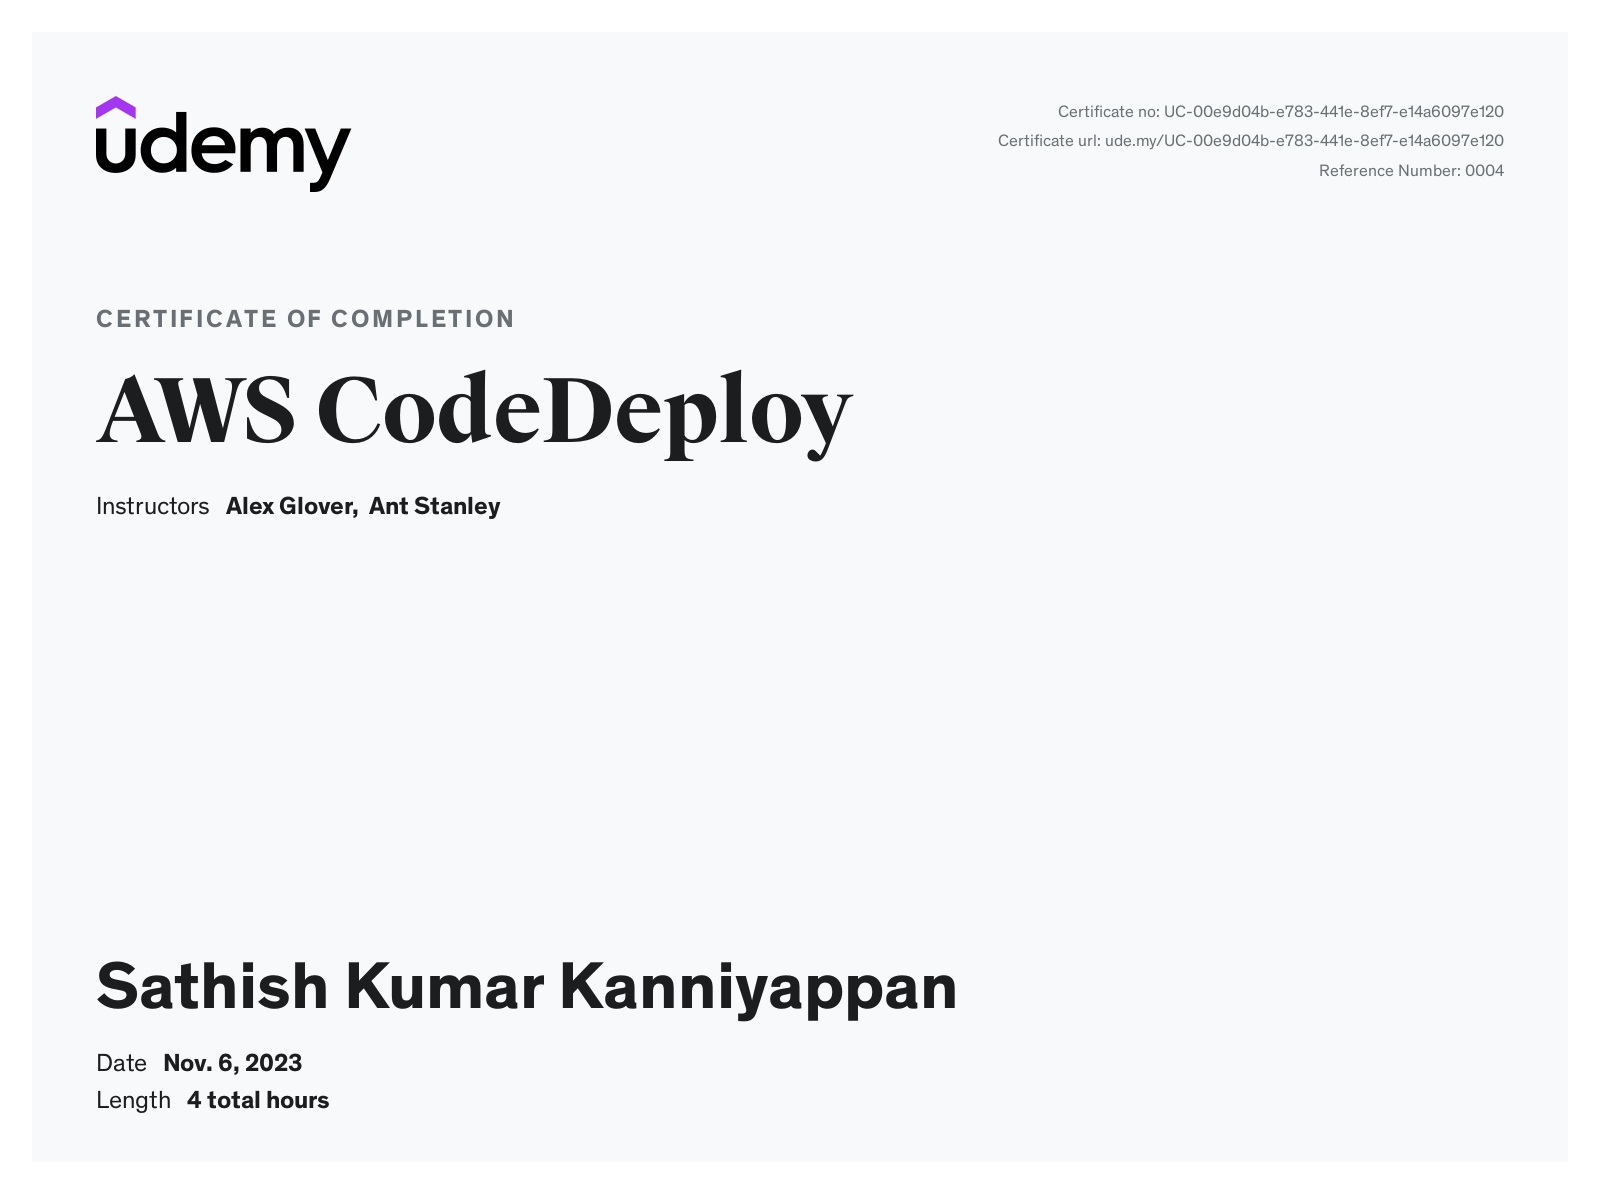 udemy
Certificate no: UC-00e9d04b-e783-441e-8ef7-e14a6097e120
Certificate url: ude.my/UC-00e9d04b-e783-441e-8ef7-e14a6097e120
Reference Number: 0004
CERTIFICATE OF COMPLETION
AWS CodeDeploy
Instructors Alex Glover, Ant Stanley
Sathish Kumar Kanniyappan
Date Nov. 6, 2023
Length 4 total hours